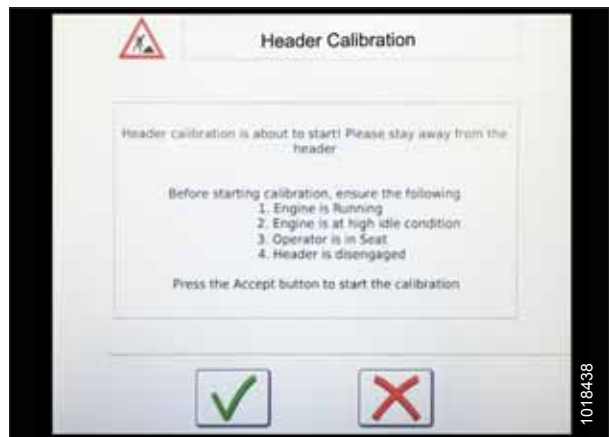 Header Calibration
Header calibration is about to start! Please stay away from the
header
Before starting calibration, ensure the following
1. Engine is Running
2. Engine is at high idle condition
3. Operator is in Seat
4. Header is disengaged
Press the Accept button to start the calibration
1018438